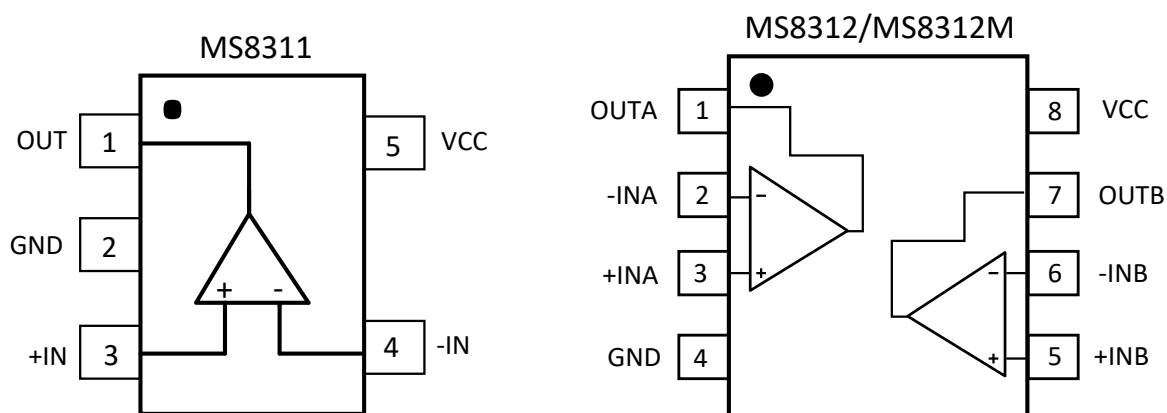 MS8311
OUT 1 5 VCC
GND 2
+ -
+IN 3 4 -IN
MS8312/MS8312M
OUTA 1 8 VCC
-INA 2 - 7 OUTB
+INA 3 + - 6 -INB
GND 4 + 5 +INB